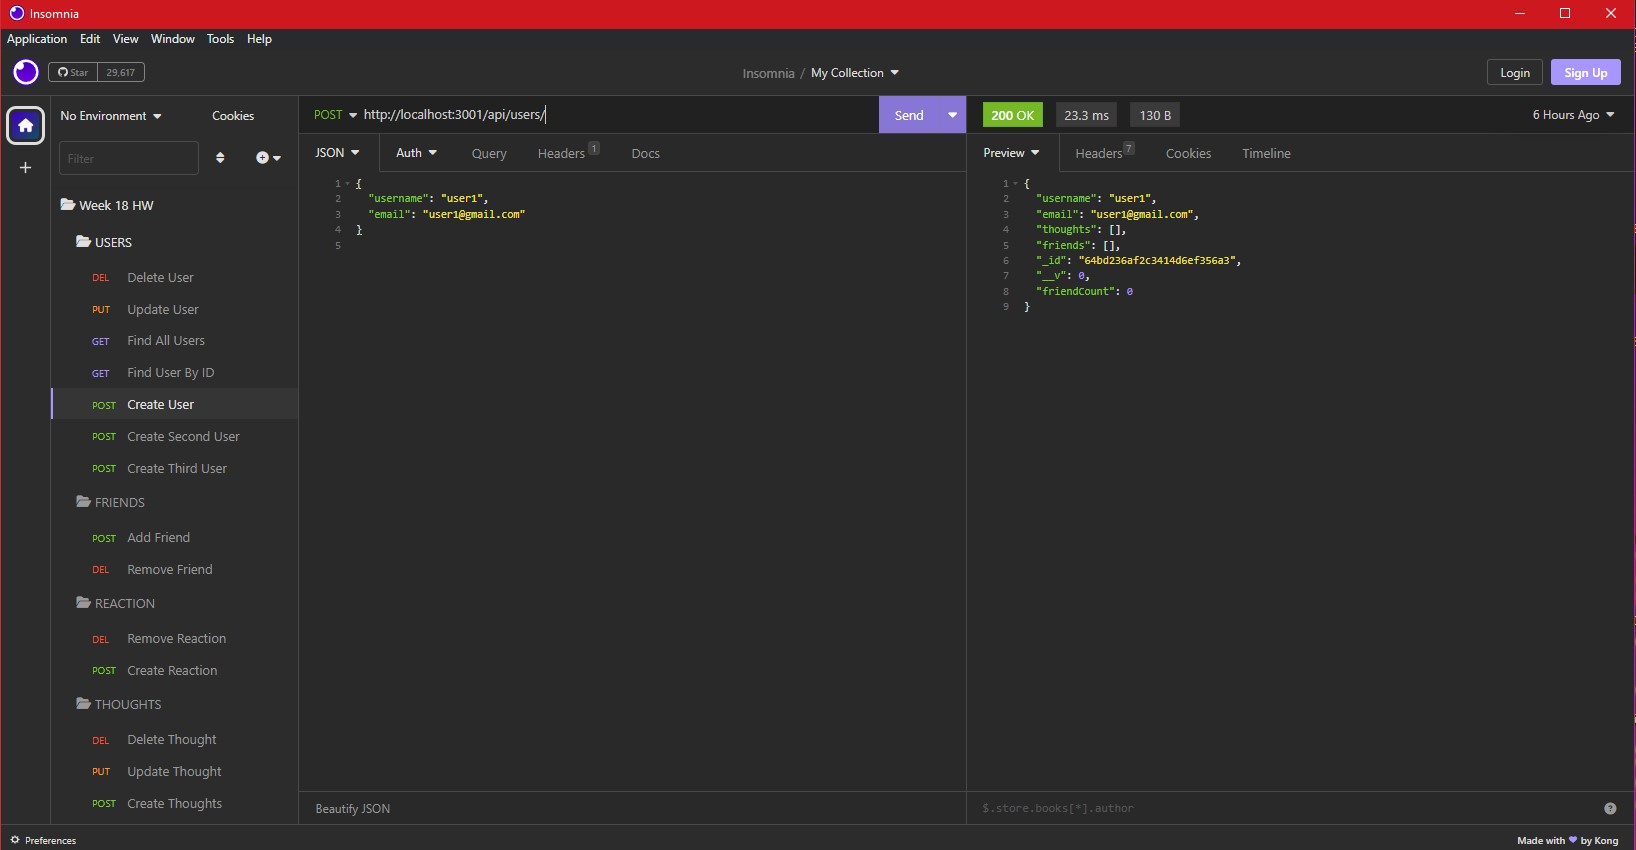 Insomnia
Application Edit View Window Tools Help
Star 29,617
Insomnia / My Collection
Login Sign Up
No Environment Cookies
Filter
Week 18 HW
USERS
DEL Delete User
PUT Update User
GET Find All Users
GET Find User By ID
POST Create User
POST Create Second User
POST Create Third User
FRIENDS
POST Add Friend
DEL Remove Friend
REACTION
DEL Remove Reaction
POST Create Reaction
THOUGHTS
DEL Delete Thought
PUT Update Thought
POST Create Thoughts
POST http://localhost:3001/api/users/ Send
JSON Auth Query Headers 1 Docs
1 {
2 "username": "user1",
3 "email": "user1@gmail.com"
4 }
5
Beautify JSON
200 OK 23.3 ms 130 B 6 Hours Ago
Preview Headers 7 Cookies Timeline
1 {
2 "username": "user1",
3 "email": "user1@gmail.com",
4 "thoughts": [],
5 "friends": [],
6 "_id": "64bd236af2c3414d6ef356a3",
7 "__v": 0,
8 "friendCount": 0
9 }
$.store.books[*].author ?
Preferences
Made with ❤ by Kong